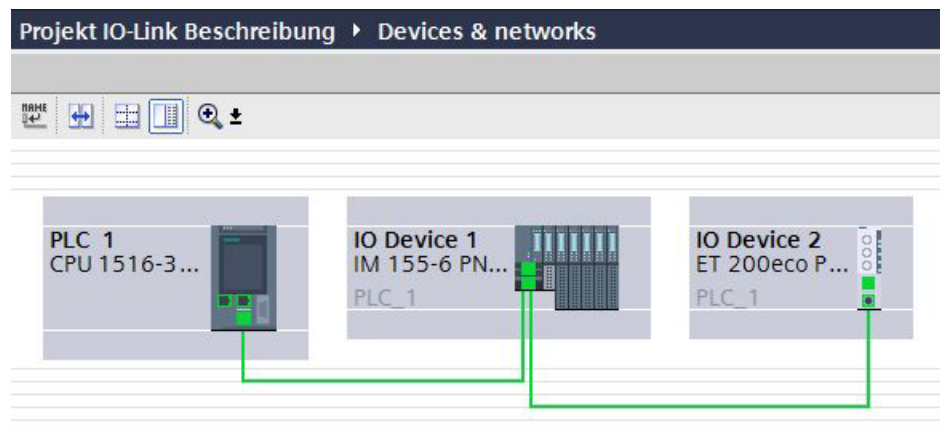 Projekt IO-Link Beschreibung ▸ Devices & networks
NAME
PLC 1
CPU 1516-3...
IO Device 1
IM 155-6 PN...
PLC_1
IO Device 2
ET 200eco P...
PLC_1